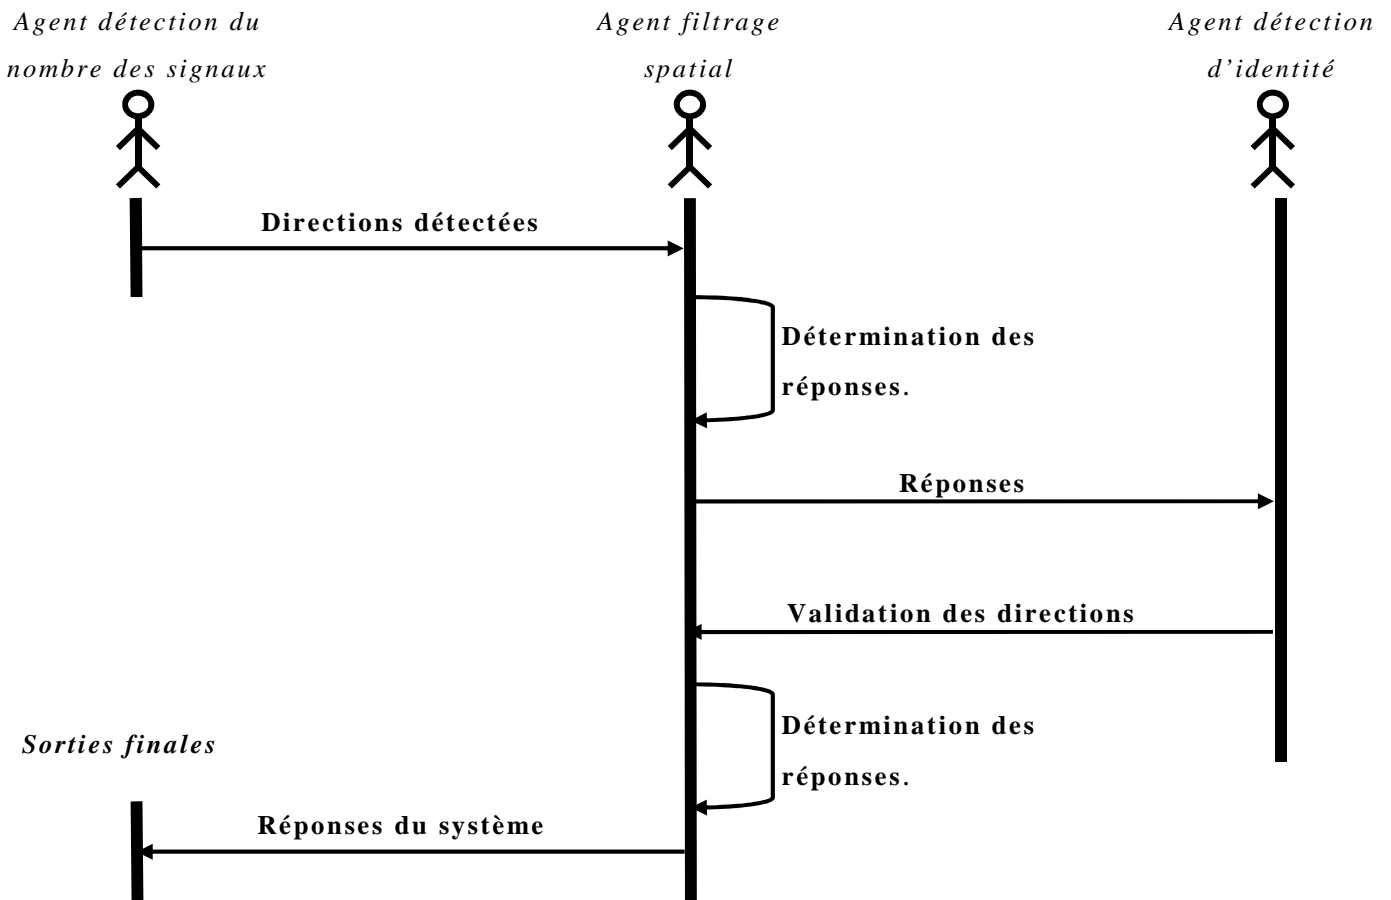 Agent détection du
nombre des signaux
Agent filtrage
spatial
Agent détection
d'identité
Directions détectées
Détermination des
réponses.
Réponses
Validation des directions
Détermination des
réponses.
Sorties finales
Réponses du système